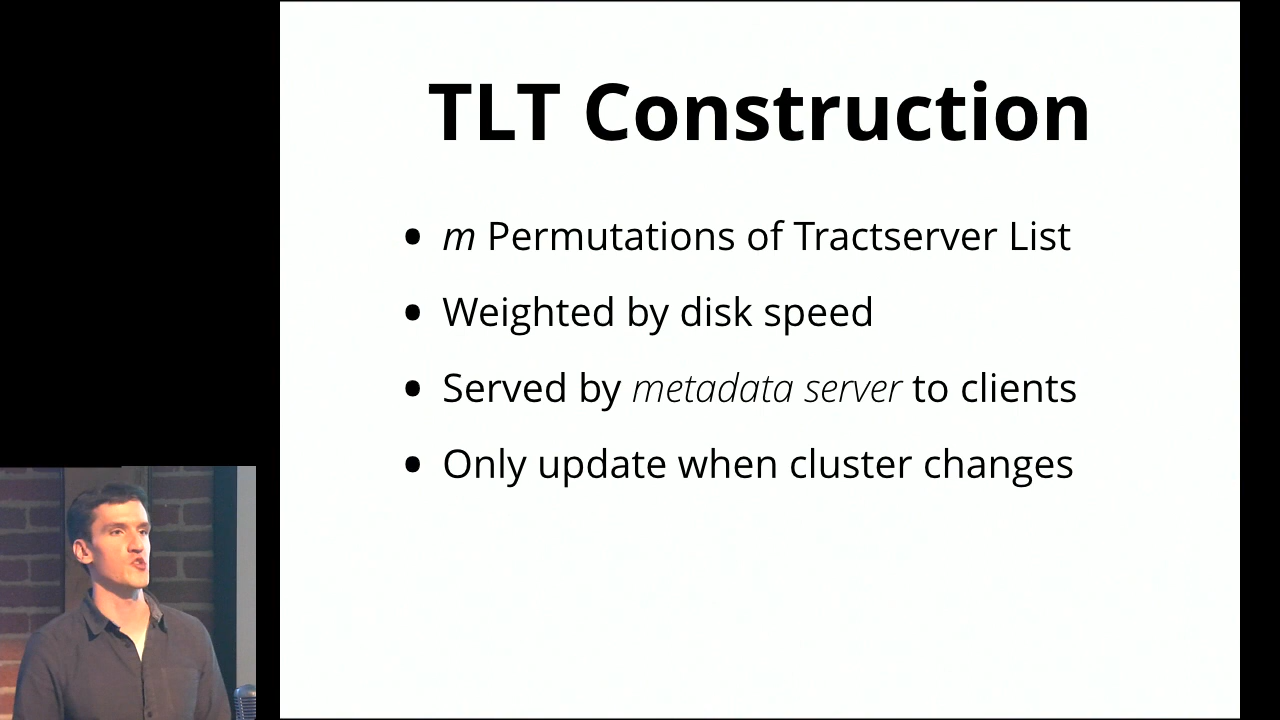 TLT Construction
• m Permutations of Tractserver List
• Weighted by disk speed
• Served by metadata server to clients
• Only update when cluster changes